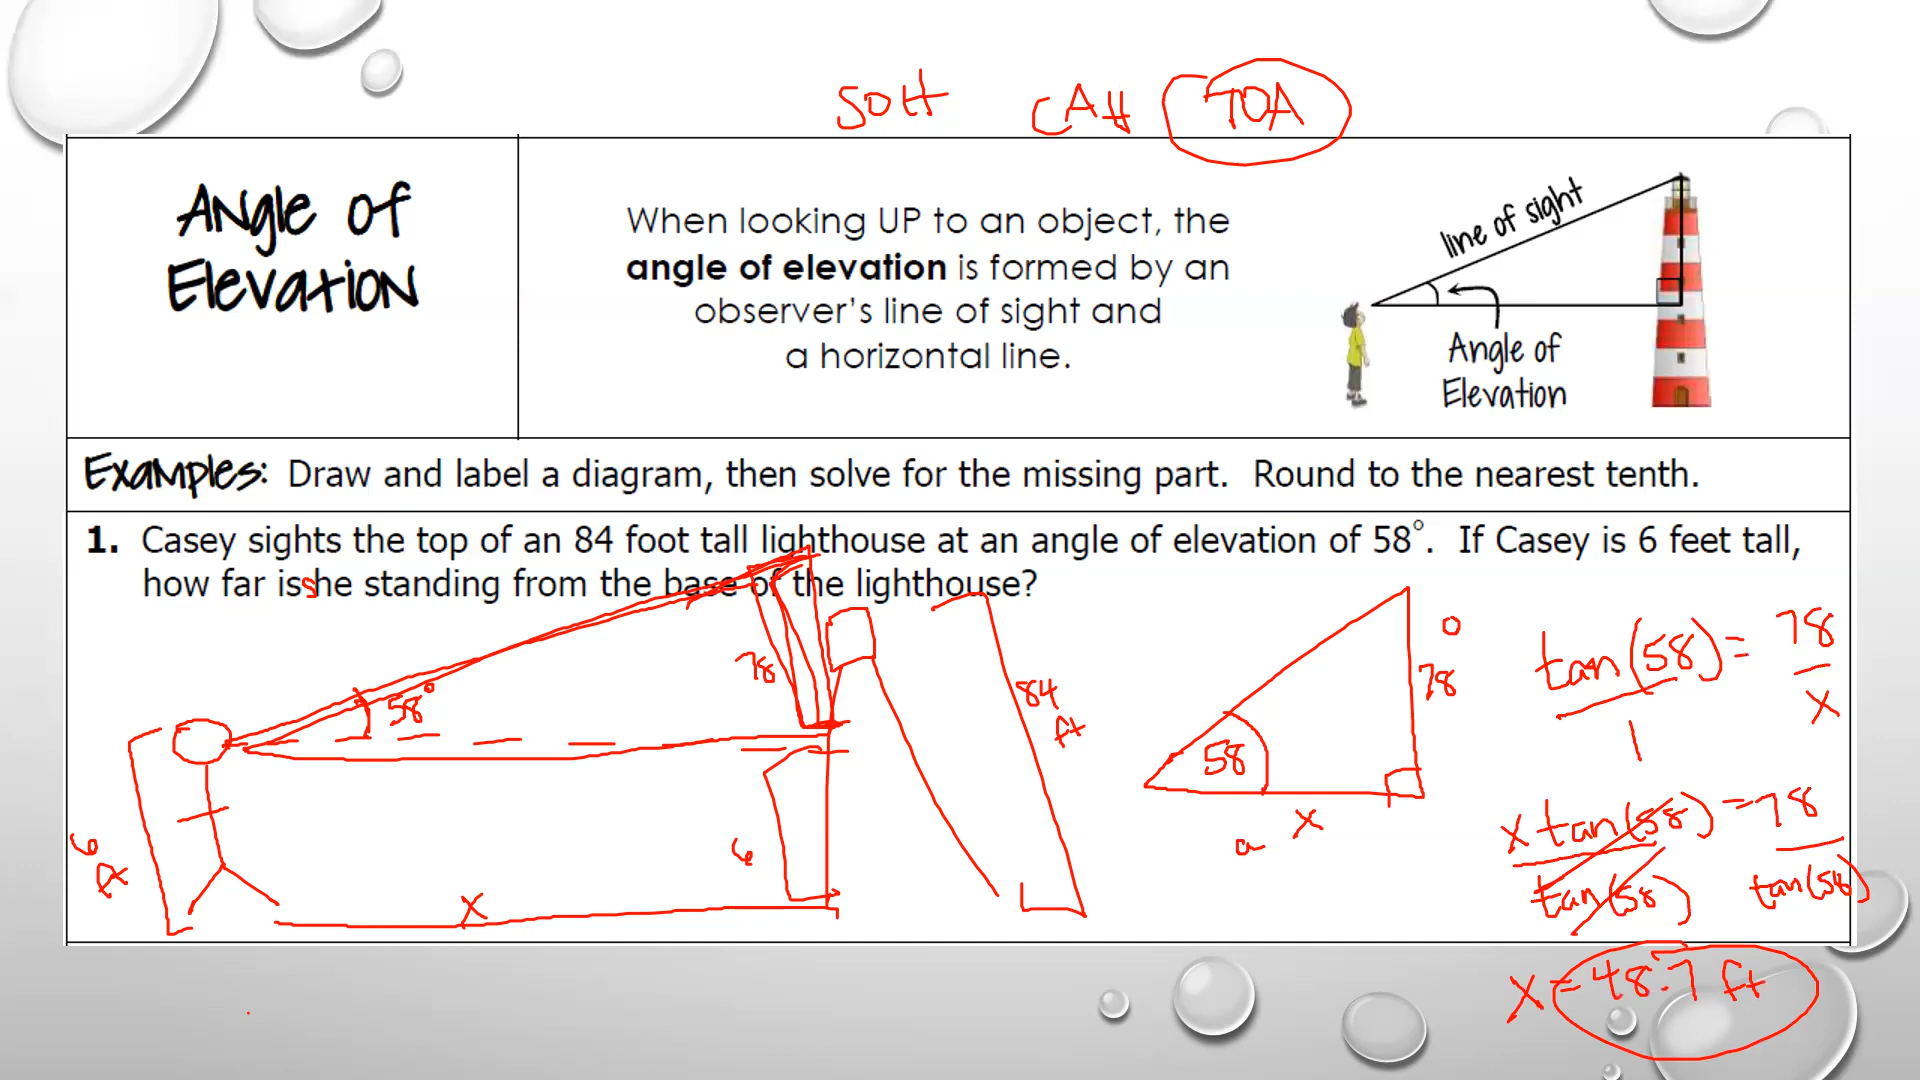 SOH CAH TOA
Angle of
Elevation
When looking UP to an object, the
angle of elevation is formed by an
observer's line of sight and
a horizontal line.
line of sight
Angle of
Elevation
Examples: Draw and label a diagram, then solve for the missing part. Round to the nearest tenth.
1. Casey sights the top of an 84 foot tall lighthouse at an angle of elevation of 58°. If Casey is 6 feet tall,
how far is she standing from the base of the lighthouse?
58°
78
84
ft
6
ft
6
x
58
o
78
a x
tan(58) = 78
1 x
x tan(58) = 78
tan(58) tan(58)
x = 48.7 ft